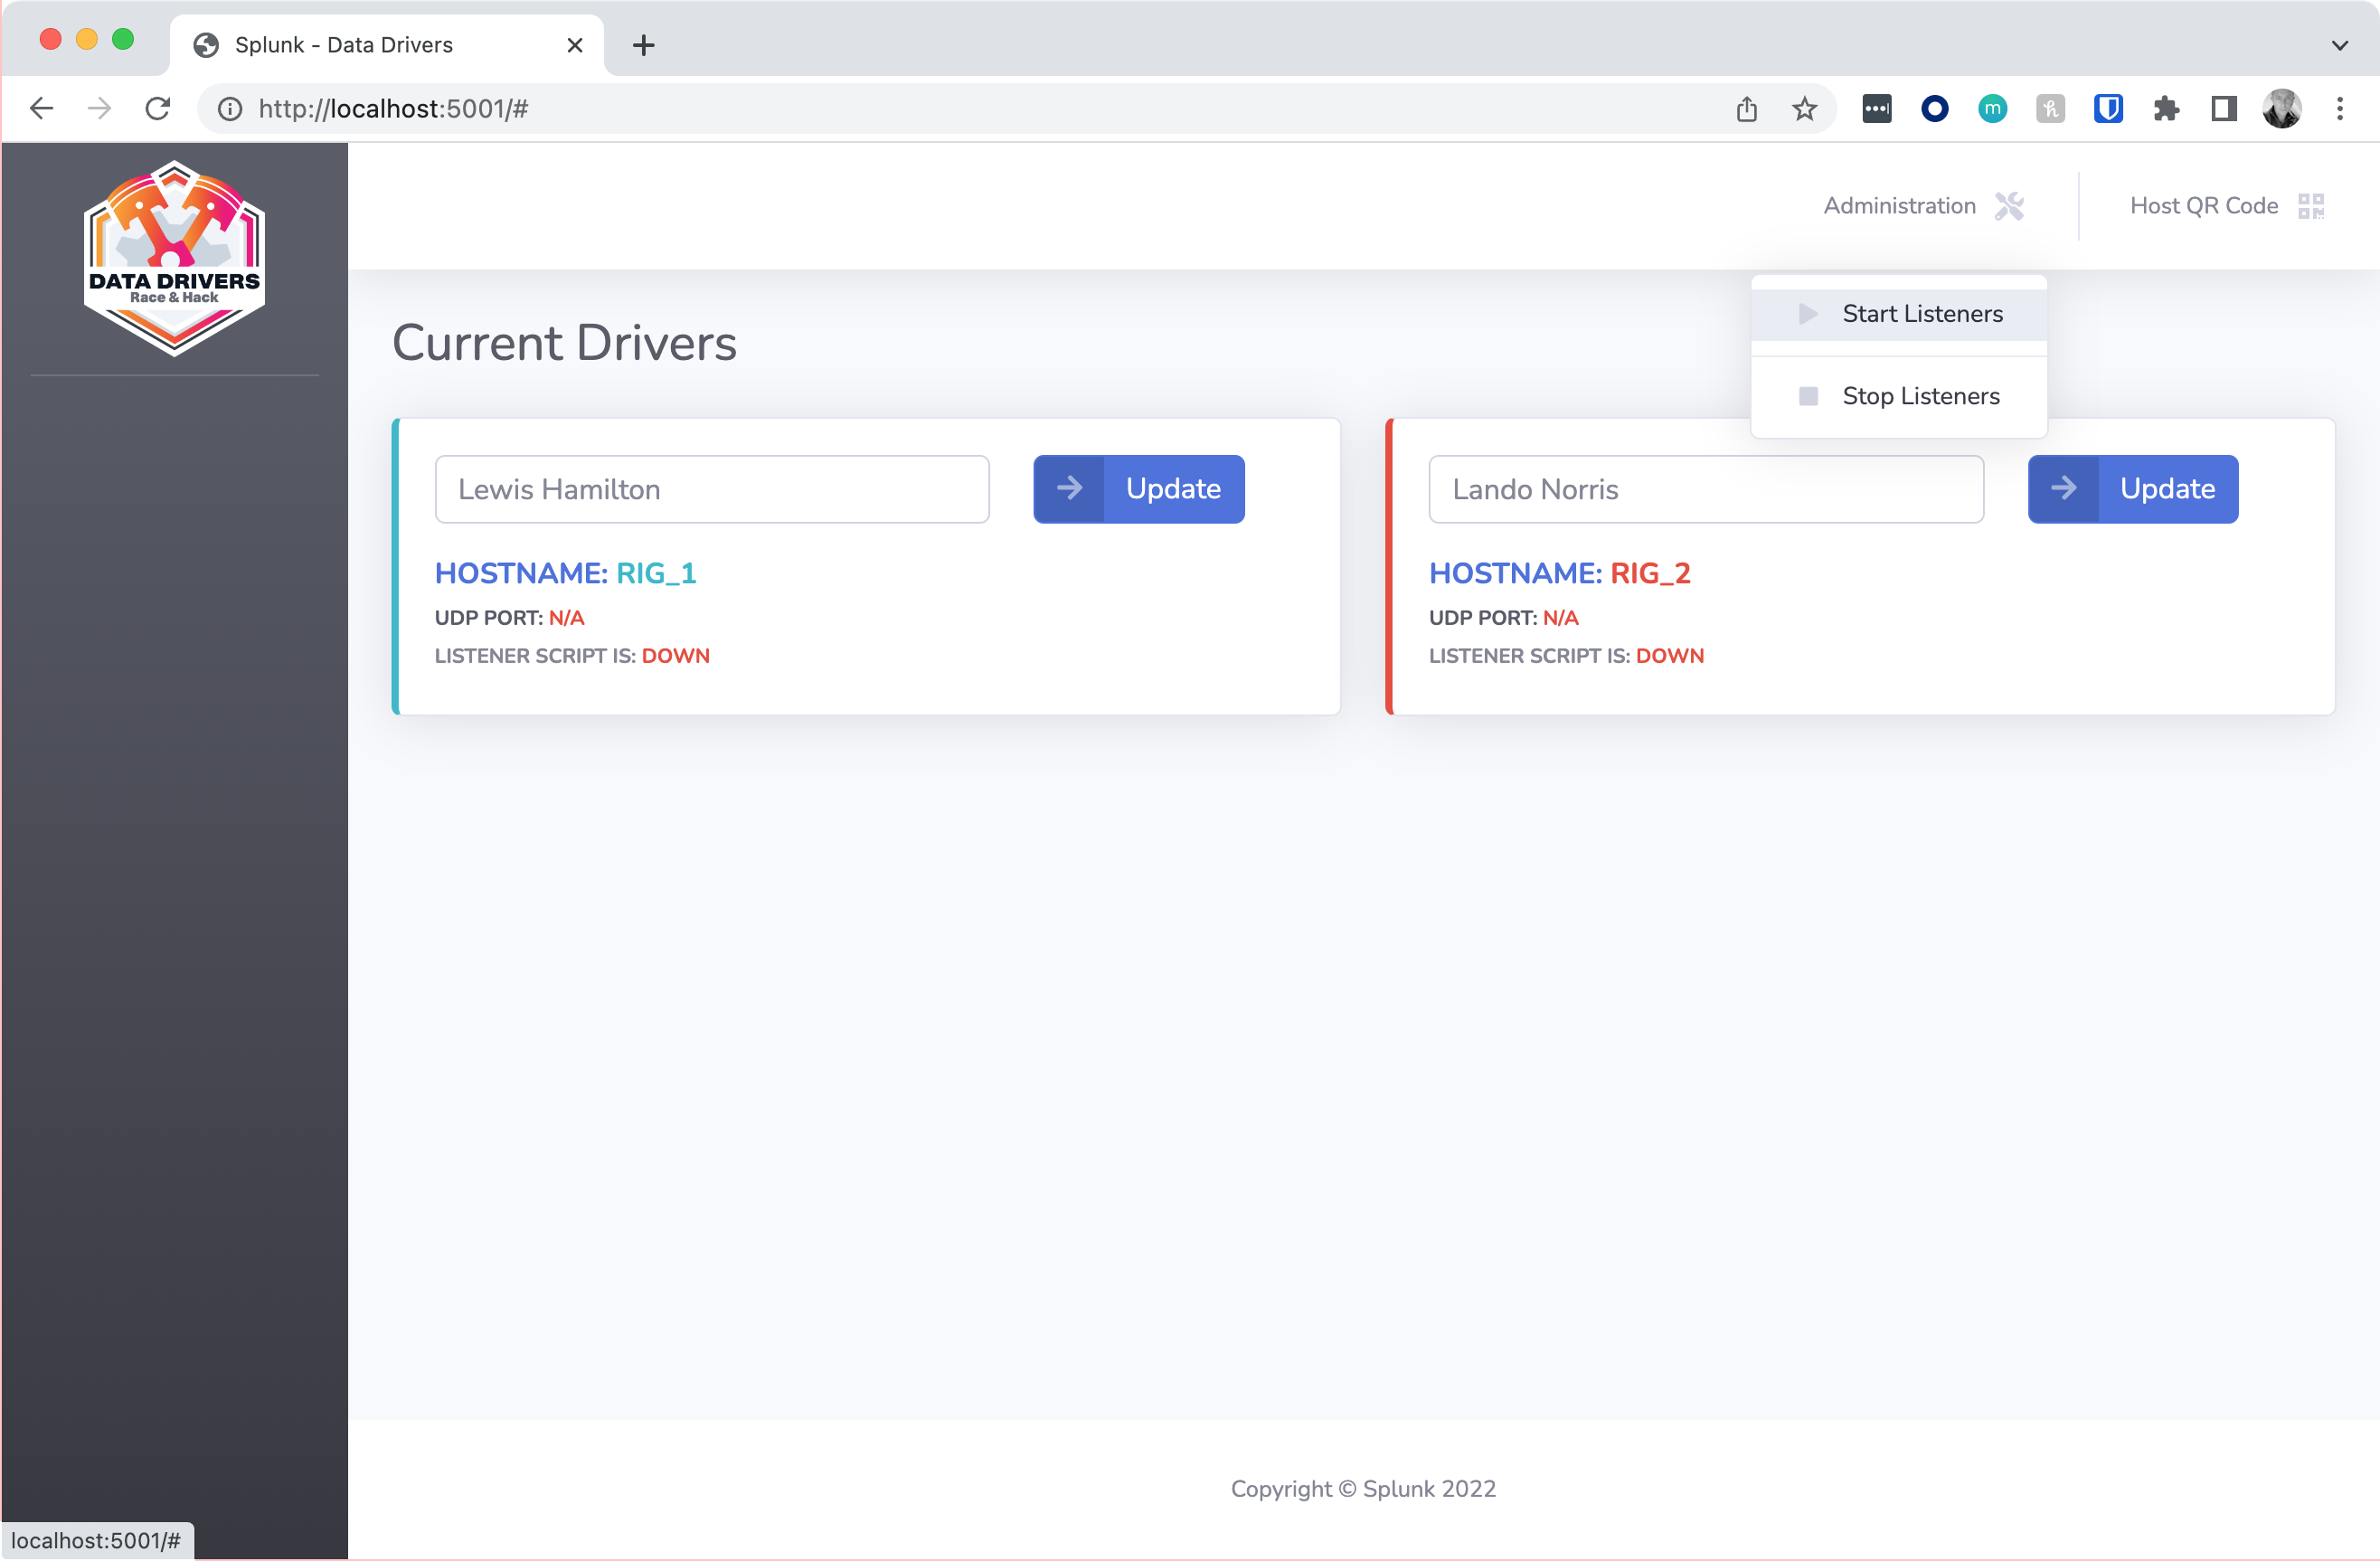 Splunk - Data Drivers
http://localhost:5001/#
m
h
DATA DRIVERS
Race & Hack
Administration
Host QR Code
Start Listeners
Stop Listeners
Current Drivers
Lewis Hamilton
Update
HOSTNAME: RIG_1
UDP PORT: N/A
LISTENER SCRIPT IS: DOWN
Lando Norris
Update
HOSTNAME: RIG_2
UDP PORT: N/A
LISTENER SCRIPT IS: DOWN
Copyright © Splunk 2022
localhost:5001/#